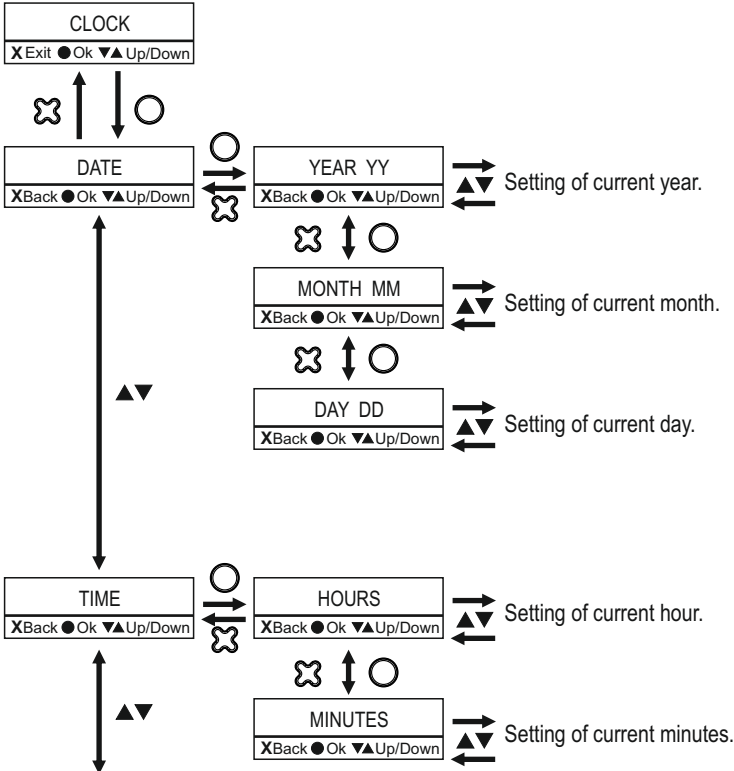 CLOCK
X Exit ● Ok ▼▲ Up/Down
DATE
XBack ● Ok ▼▲Up/Down
YEAR YY
XBack ● Ok ▼▲Up/Down
Setting of current year.
MONTH MM
XBack ● Ok ▼▲Up/Down
Setting of current month.
DAY DD
XBack ● Ok ▼▲Up/Down
Setting of current day.
▲▼
TIME
XBack ● Ok ▼▲Up/Down
HOURS
XBack ● Ok ▼▲Up/Down
Setting of current hour.
▲▼
MINUTES
XBack ● Ok ▼▲Up/Down
Setting of current minutes.